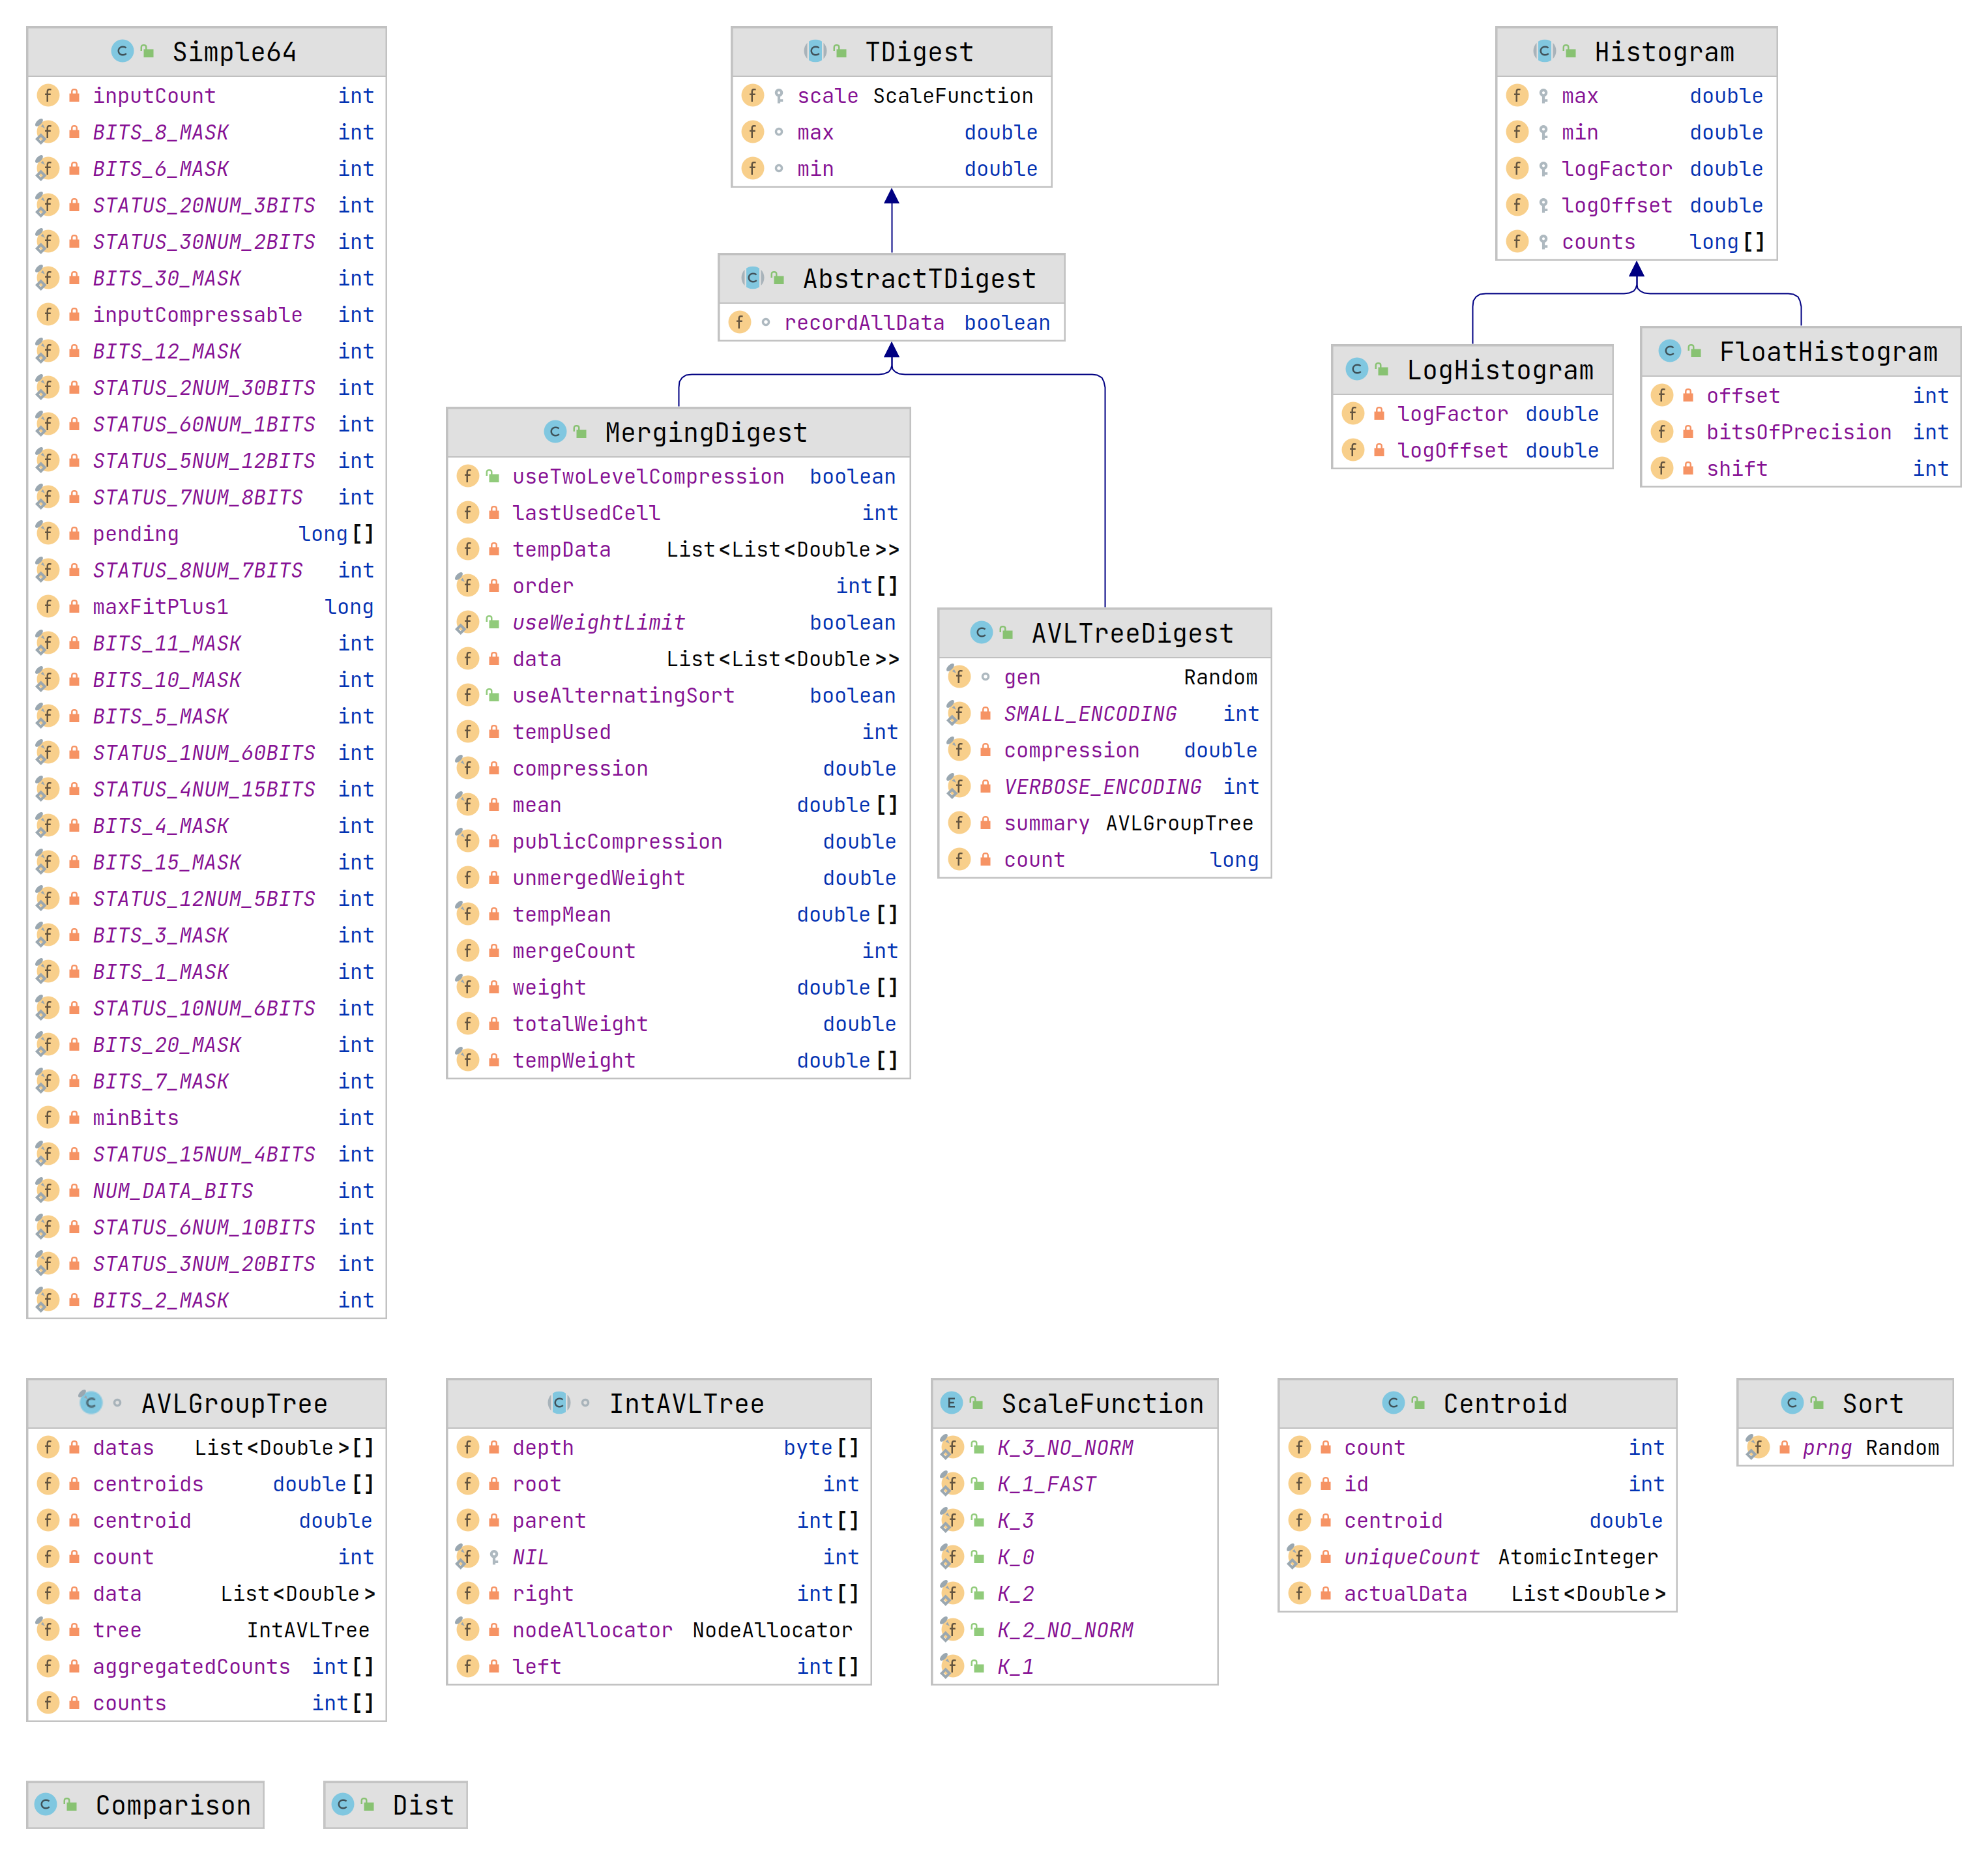 Simple64
inputCount int
BITS_8_MASK int
BITS_6_MASK int
STATUS_20NUM_3BITS int
STATUS_30NUM_2BITS int
BITS_30_MASK int
inputCompressable int
BITS_12_MASK int
STATUS_2NUM_30BITS int
STATUS_60NUM_1BITS int
STATUS_5NUM_12BITS int
STATUS_7NUM_8BITS int
pending long[]
STATUS_8NUM_7BITS int
maxFitPlus1 long
BITS_11_MASK int
BITS_10_MASK int
BITS_5_MASK int
STATUS_1NUM_60BITS int
STATUS_4NUM_15BITS int
BITS_4_MASK int
BITS_15_MASK int
STATUS_12NUM_5BITS int
BITS_3_MASK int
BITS_1_MASK int
STATUS_10NUM_6BITS int
BITS_20_MASK int
BITS_7_MASK int
minBits int
STATUS_15NUM_4BITS int
NUM_DATA_BITS int
STATUS_6NUM_10BITS int
STATUS_3NUM_20BITS int
BITS_2_MASK int
TDigest
scale ScaleFunction
max double
min double
AbstractTDigest
recordAllData boolean
MergingDigest
useTwoLevelCompression boolean
lastUsedCell int
tempData List<List<Double>>
order int[]
useWeightLimit boolean
data List<List<Double>>
useAlternatingSort boolean
tempUsed int
compression double
mean double[]
publicCompression double
unmergedWeight double
tempMean double[]
mergeCount int
weight double[]
totalWeight double
tempWeight double[]
AVLTreeDigest
gen Random
SMALL_ENCODING int
compression double
VERBOSE_ENCODING int
summary AVLGroupTree
count long
Histogram
max double
min double
logFactor double
logOffset double
counts long[]
LogHistogram
logFactor double
logOffset double
FloatHistogram
offset int
bitsOfPrecision int
shift int
AVLGroupTree
datas List<Double>[]
centroids double[]
centroid double
count int
data List<Double>
tree IntAVLTree
aggregatedCounts int[]
counts int[]
IntAVLTree
depth byte[]
root int
parent int[]
NIL int
right int[]
nodeAllocator NodeAllocator
left int[]
ScaleFunction
K_3_NO_NORM
K_1_FAST
K_3
K_0
K_2
K_2_NO_NORM
K_1
Centroid
count int
id int
centroid double
uniqueCount AtomicInteger
actualData List<Double>
Sort
prng Random
Comparison
Dist